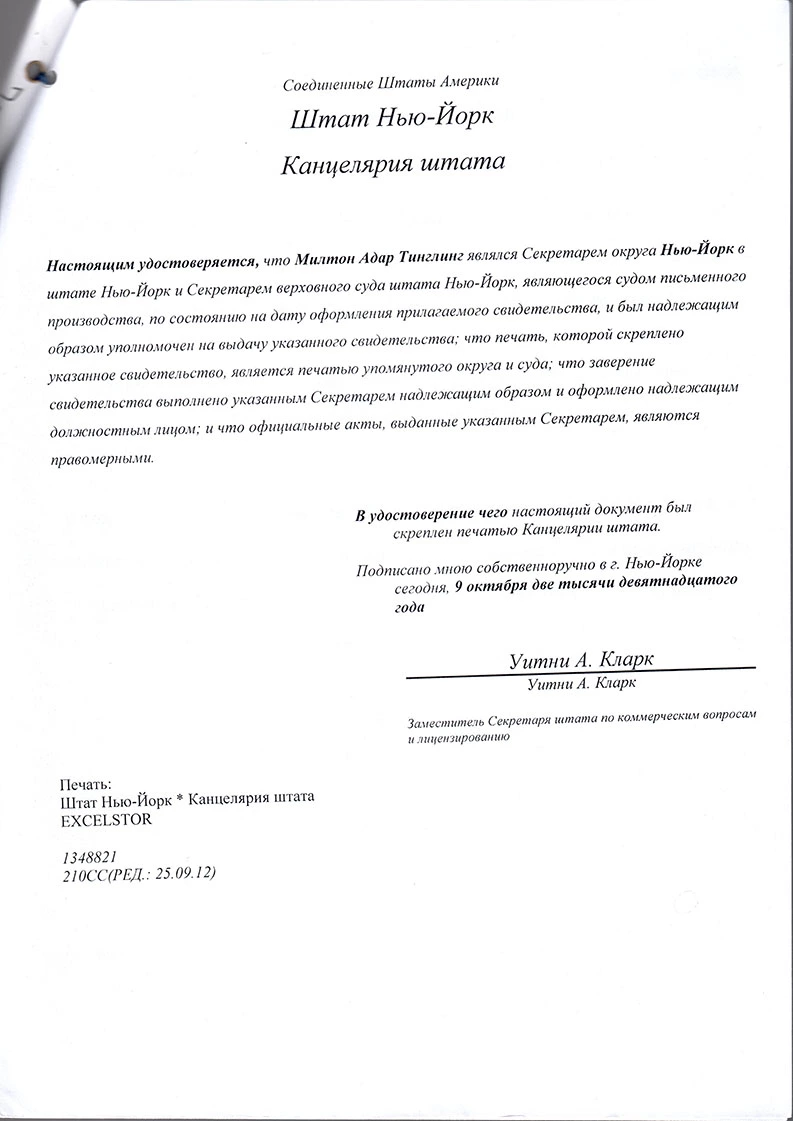 Соединенные Штаты Америки
Штат Нью-Йорк
Канцелярия штата
Настоящим удостоверяется, что Милтон Адар Тинглинг являлся Секретарем округа Нью-Йорк в
штате Нью-Йорк и Секретарем верховного суда штата Нью-Йорк, являющегося судом письменного
производства, по состоянию на дату оформления прилагаемого свидетельства, и был надлежащим
образом уполномочен на выдачу указанного свидетельства; что печать, которой скреплено
указанное свидетельство, является печатью упомянутого округа и суда; что заверение
свидетельства выполнено указанным Секретарем надлежащим образом и оформлено надлежащим
должностным лицом; и что официальные акты, выданные указанным Секретарем, являются
правомерными.
В удостоверение чего настоящий документ был
скреплен печатью Канцелярии штата.
Подписано мною собственноручно в г. Нью-Йорке
сегодня, 9 октября две тысячи девятнадцатого
года
Уитни А. Кларк
Уитни А. Кларк
Заместитель Секретаря штата по коммерческим вопросам
и лицензированию
Печать:
Штат Нью-Йорк * Канцелярия штата
EXCELSTOR
1348821
210CC(РЕД.: 25.09.12)